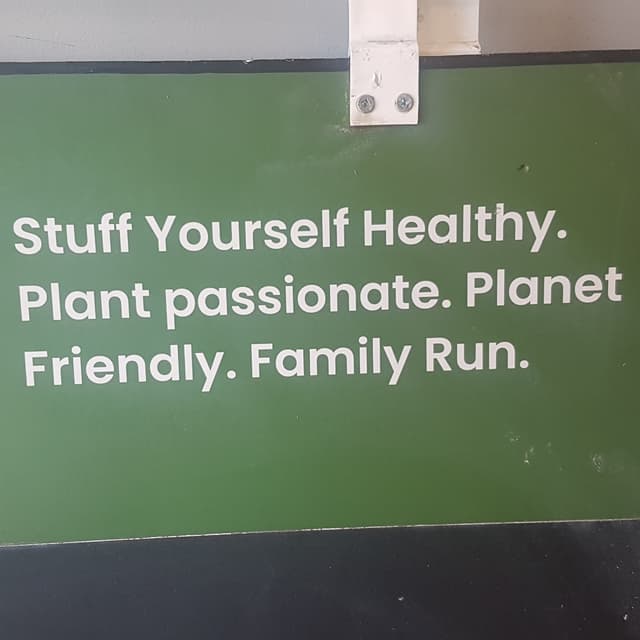 Stuff Yourself Healthy.
Plant passionate. Planet
Friendly. Family Run.